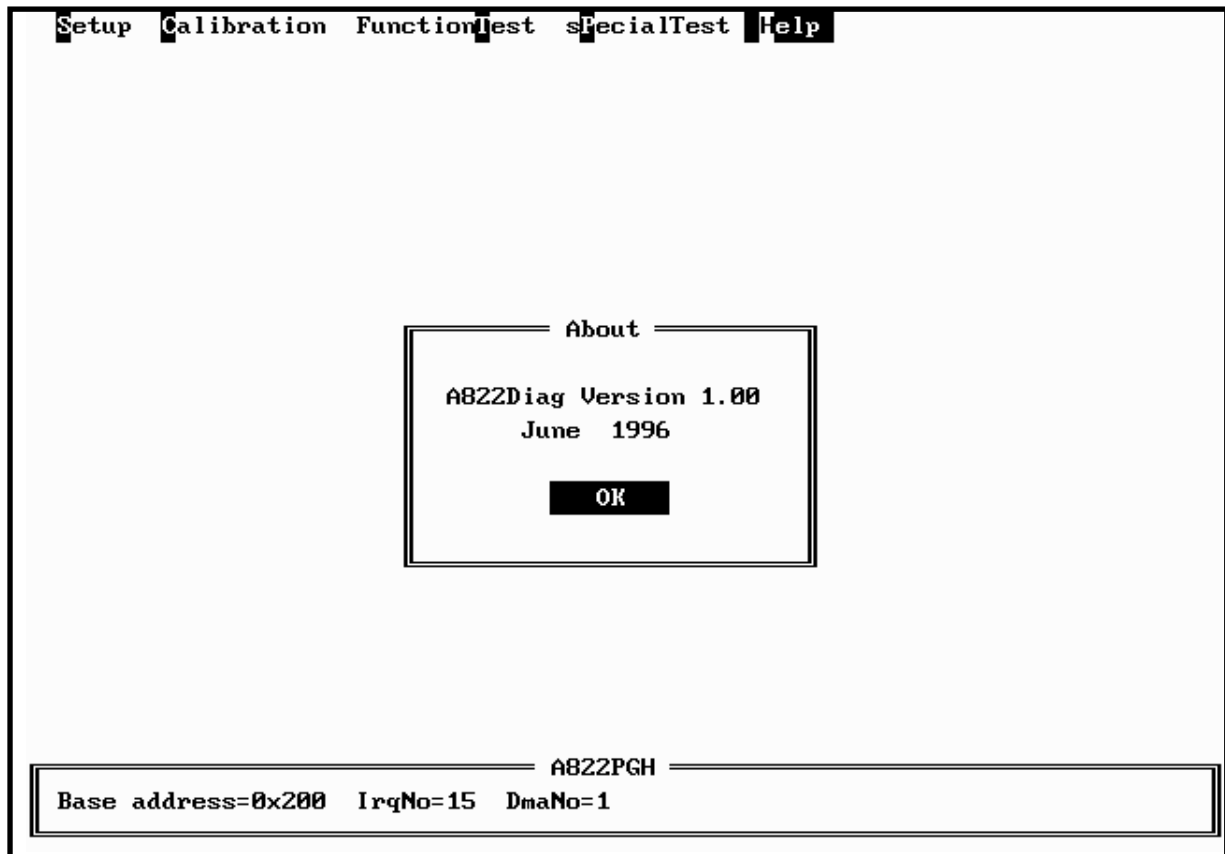 Setup Calibration FunctionTest sPecialTest Help
About
A822Diag Version 1.00
June 1996
OK
A822PGH
Base address=0x200 IrqNo=15 DmaNo=1